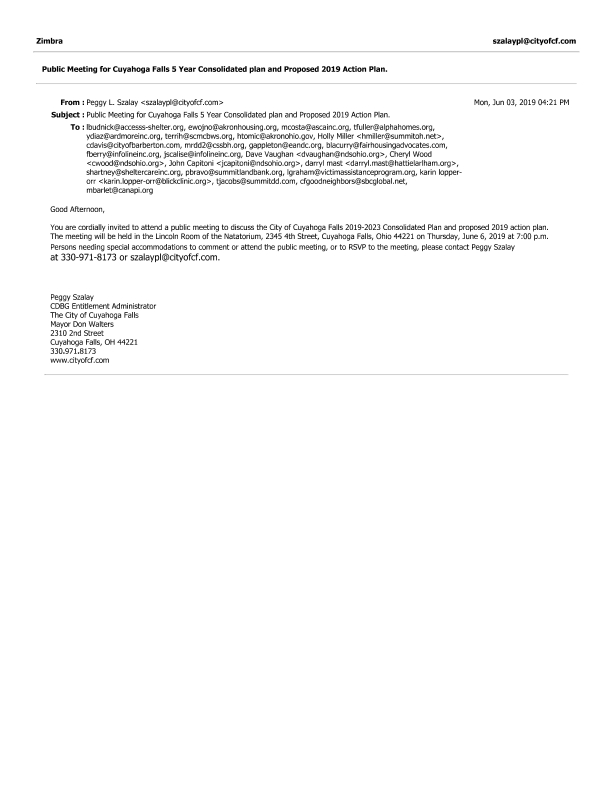 Zimbra szalaypl@cityofcf.com
Public Meeting for Cuyahoga Falls 5 Year Consolidated plan and Proposed 2019 Action Plan.
From : Peggy L. Szalay <szalaypl@cityofcf.com> Mon, Jun 03, 2019 04:21 PM
Subject : Public Meeting for Cuyahoga Falls 5 Year Consolidated plan and Proposed 2019 Action Plan.
To : lbudnick@accesss-shelter.org, ewojno@akronhousing.org, mcosta@ascainc.org, tfuller@alphahomes.org,
ydiaz@ardmoreinc.org, terrih@scmcbws.org, htomic@akronohio.gov, Holly Miller <hmiller@summitoh.net>,
cdavis@cityofbarberton.com, mrdd2@cssbh.org, gappleton@eandc.org, blacurry@fairhousingadvocates.com,
fberry@infolineinc.org, jscalise@infolineinc.org, Dave Vaughan <dvaughan@ndsohio.org>, Cheryl Wood
<cwood@ndsohio.org>, John Capitoni <jcapitoni@ndsohio.org>, darryl mast <darryl.mast@hattielarlham.org>,
shartney@sheltercareinc.org, pbravo@summitlandbank.org, lgraham@victimassistanceprogram.org, karin lopper-
orr <karin.lopper-orr@blickclinic.org>, tjacobs@summitdd.com, cfgoodneighbors@sbcglobal.net,
mbarlet@canapi.org
Good Afternoon,
You are cordially invited to attend a public meeting to discuss the City of Cuyahoga Falls 2019-2023 Consolidated Plan and proposed 2019 action plan.
The meeting will be held in the Lincoln Room of the Natatorium, 2345 4th Street, Cuyahoga Falls, Ohio 44221 on Thursday, June 6, 2019 at 7:00 p.m.
Persons needing special accommodations to comment or attend the public meeting, or to RSVP to the meeting, please contact Peggy Szalay
at 330-971-8173 or szalaypl@cityofcf.com.
Peggy Szalay
CDBG Entitlement Administrator
The City of Cuyahoga Falls
Mayor Don Walters
2310 2nd Street
Cuyahoga Falls, OH 44221
330.971.8173
www.cityofcf.com